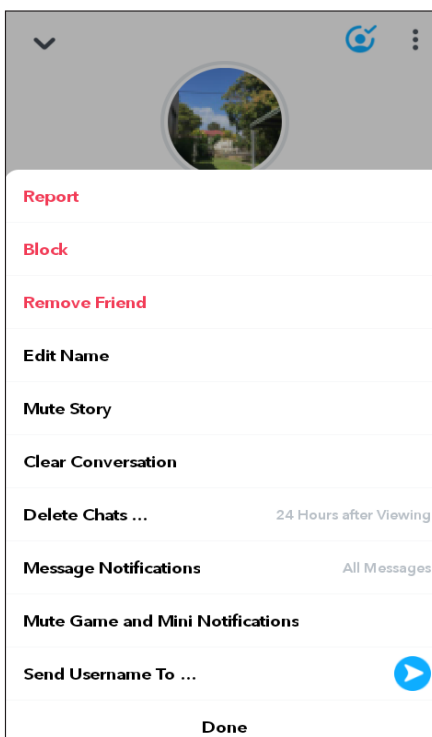 Report
Block
Remove Friend
Edit Name
Mute Story
Clear Conversation
Delete Chats ... 24 Hours after Viewing
Message Notifications All Messages
Mute Game and Mini Notifications
Send Username To ...
Done